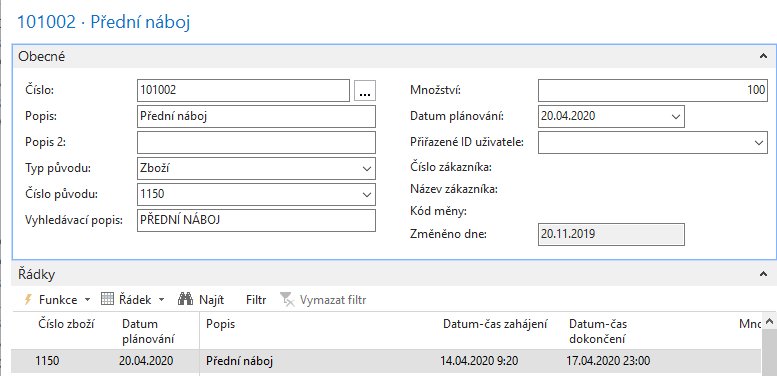 101002 · Přední náboj
Obecné
Číslo: 101002 ...
Popis: Přední náboj
Popis 2:
Typ původu: Zboží
Číslo původu: 1150
Vyhledávací popis: PŘEDNÍ NÁBOJ
Množství: 100
Datum plánování: 20.04.2020
Přiřazené ID uživatele:
Číslo zákazníka:
Název zákazníka:
Kód měny:
Změněno dne: 20.11.2019
Řádky
Funkce Řádek Najít Filtr Vymazat filtr
Číslo zboží Datum plánování Popis Datum-čas zahájení Datum-čas dokončení Mno
1150 20.04.2020 Přední náboj 14.04.2020 9:20 17.04.2020 23:00